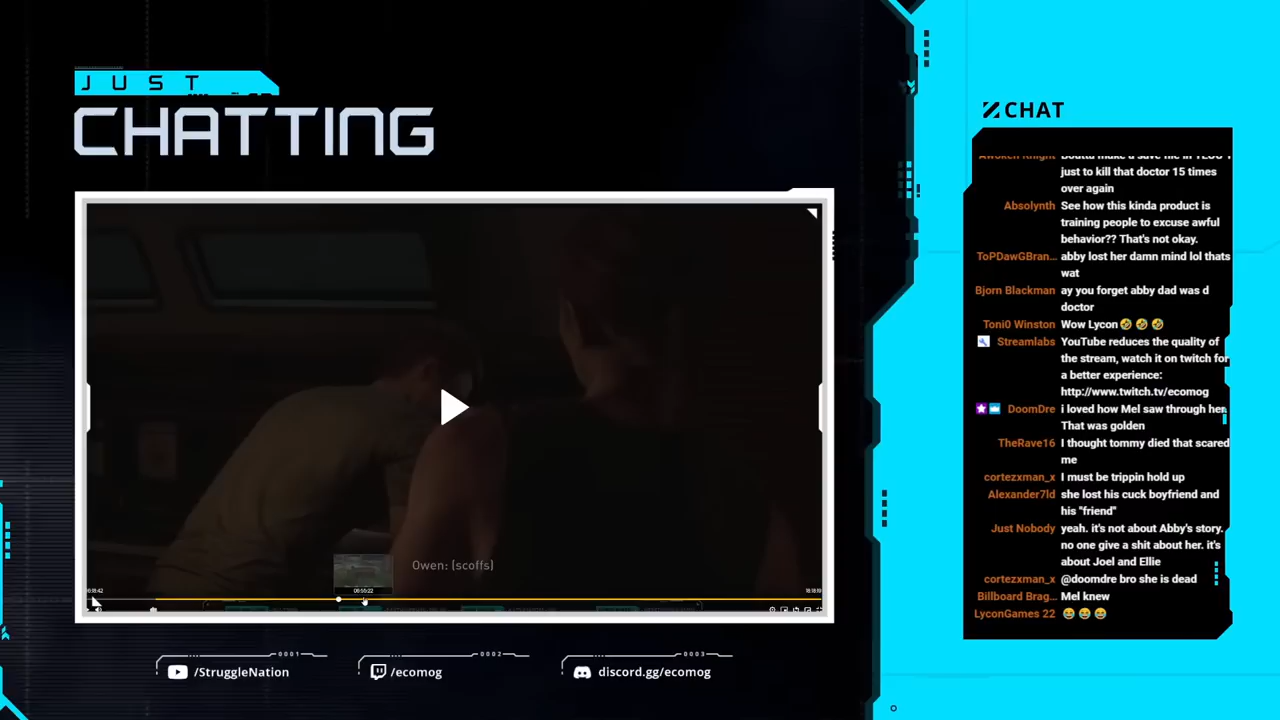 JUST
CHATTING
CHAT
just to kill that doctor 15 times
over again
Absolynth See how this kinda product is
training people to excuse awful
behavior?? That's not okay.
ToPDawGBran... abby lost her damn mind lol thats
wat
Bjorn Blackman ay you forget abby dad was d
doctor
Toni0 Winston Wow Lycon🤣🤣🤣
Streamlabs YouTube reduces the quality of
the stream, watch it on twitch for
a better experience:
http://www.twitch.tv/ecomog
DoomDre i loved how Mel saw through her.
That was golden
TheRave16 I thought tommy died that scared
me
cortezxman_x I must be trippin hold up
Alexander7ld she lost his cuck boyfriend and
his "friend"
Just Nobody yeah. it's not about Abby's story.
no one give a shit about her. it's
about Joel and Ellie
cortezxman_x @doomdre bro she is dead
Billboard Brag... Mel knew
LyconGames 22 😂😂😂
Owen: [scoffs]
0001
/StruggleNation
0002
/ecomog
0003
discord.gg/ecomog